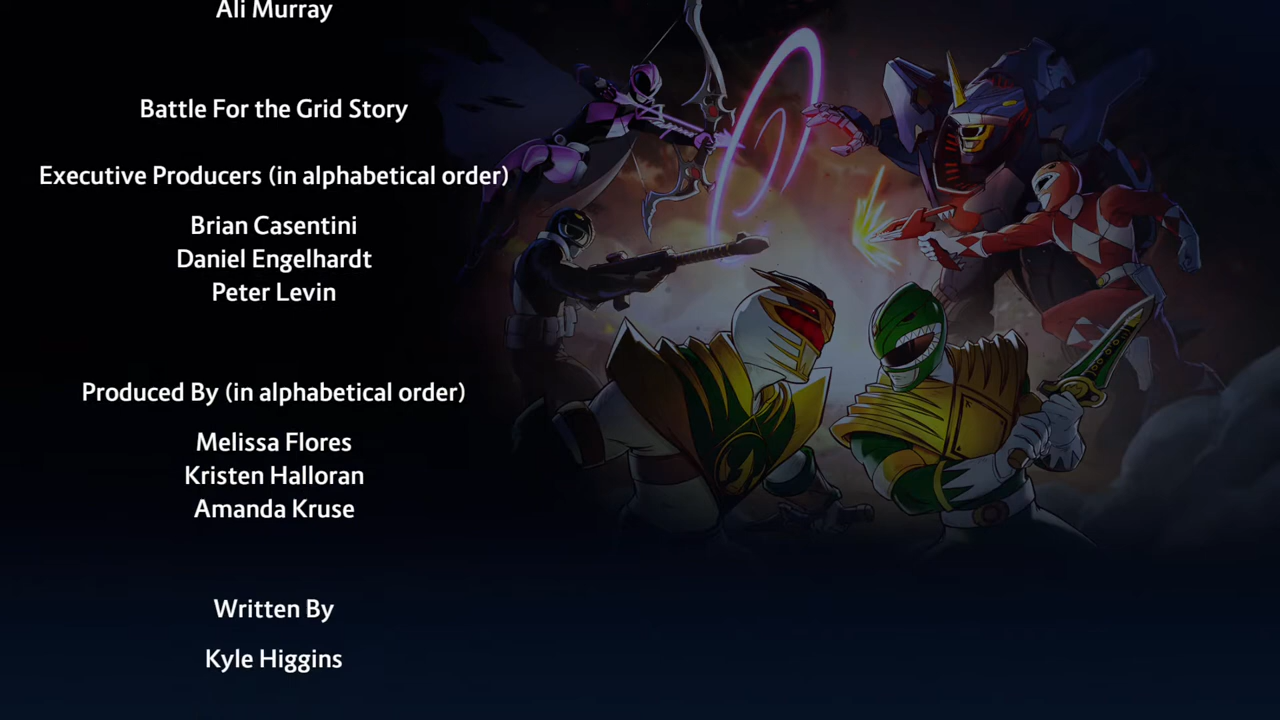 Ali Murray
Battle For the Grid Story
Executive Producers (in alphabetical order)
Brian Casentini
Daniel Engelhardt
Peter Levin
Produced By (in alphabetical order)
Melissa Flores
Kristen Halloran
Amanda Kruse
Written By
Kyle Higgins